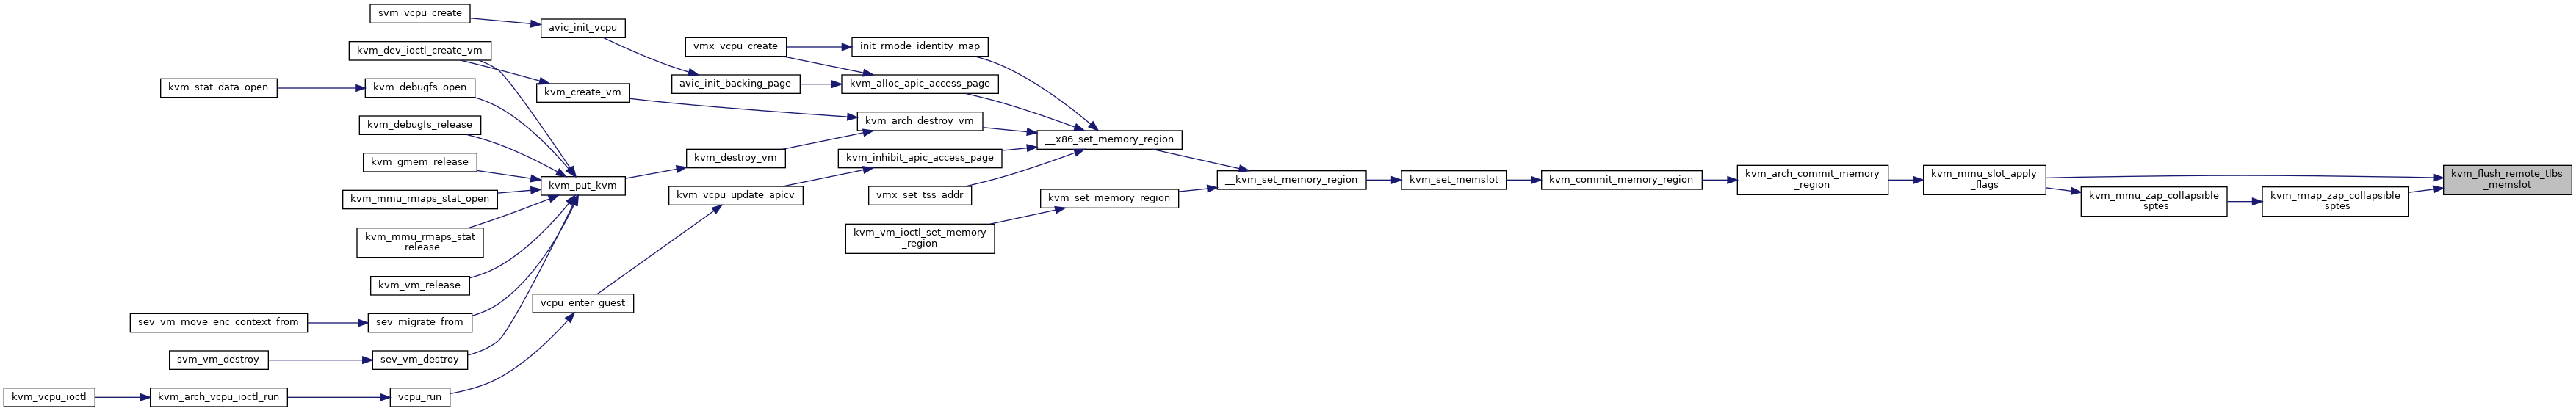 svm_vcpu_create
avic_init_vcpu
kvm_dev_ioctl_create_vm
vmx_vcpu_create
init_rmode_identity_map
kvm_stat_data_open
kvm_debugfs_open
kvm_create_vm
avic_init_backing_page
kvm_alloc_apic_access_page
kvm_debugfs_release
kvm_arch_destroy_vm
__x86_set_memory_region
kvm_gmem_release
kvm_destroy_vm
kvm_inhibit_apic_access_page
kvm_put_kvm
kvm_mmu_rmaps_stat_open
kvm_vcpu_update_apicv
vmx_set_tss_addr
kvm_set_memory_region
__kvm_set_memory_region
kvm_set_memslot
kvm_commit_memory_region
kvm_arch_commit_memory
_region
kvm_mmu_slot_apply
_flags
kvm_mmu_zap_collapsible
_sptes
kvm_rmap_zap_collapsible
_sptes
kvm_flush_remote_tlbs
_memslot
kvm_mmu_rmaps_stat
_release
kvm_vm_ioctl_set_memory
_region
kvm_vm_release
vcpu_enter_guest
sev_vm_move_enc_context_from
sev_migrate_from
svm_vm_destroy
sev_vm_destroy
kvm_vcpu_ioctl
kvm_arch_vcpu_ioctl_run
vcpu_run